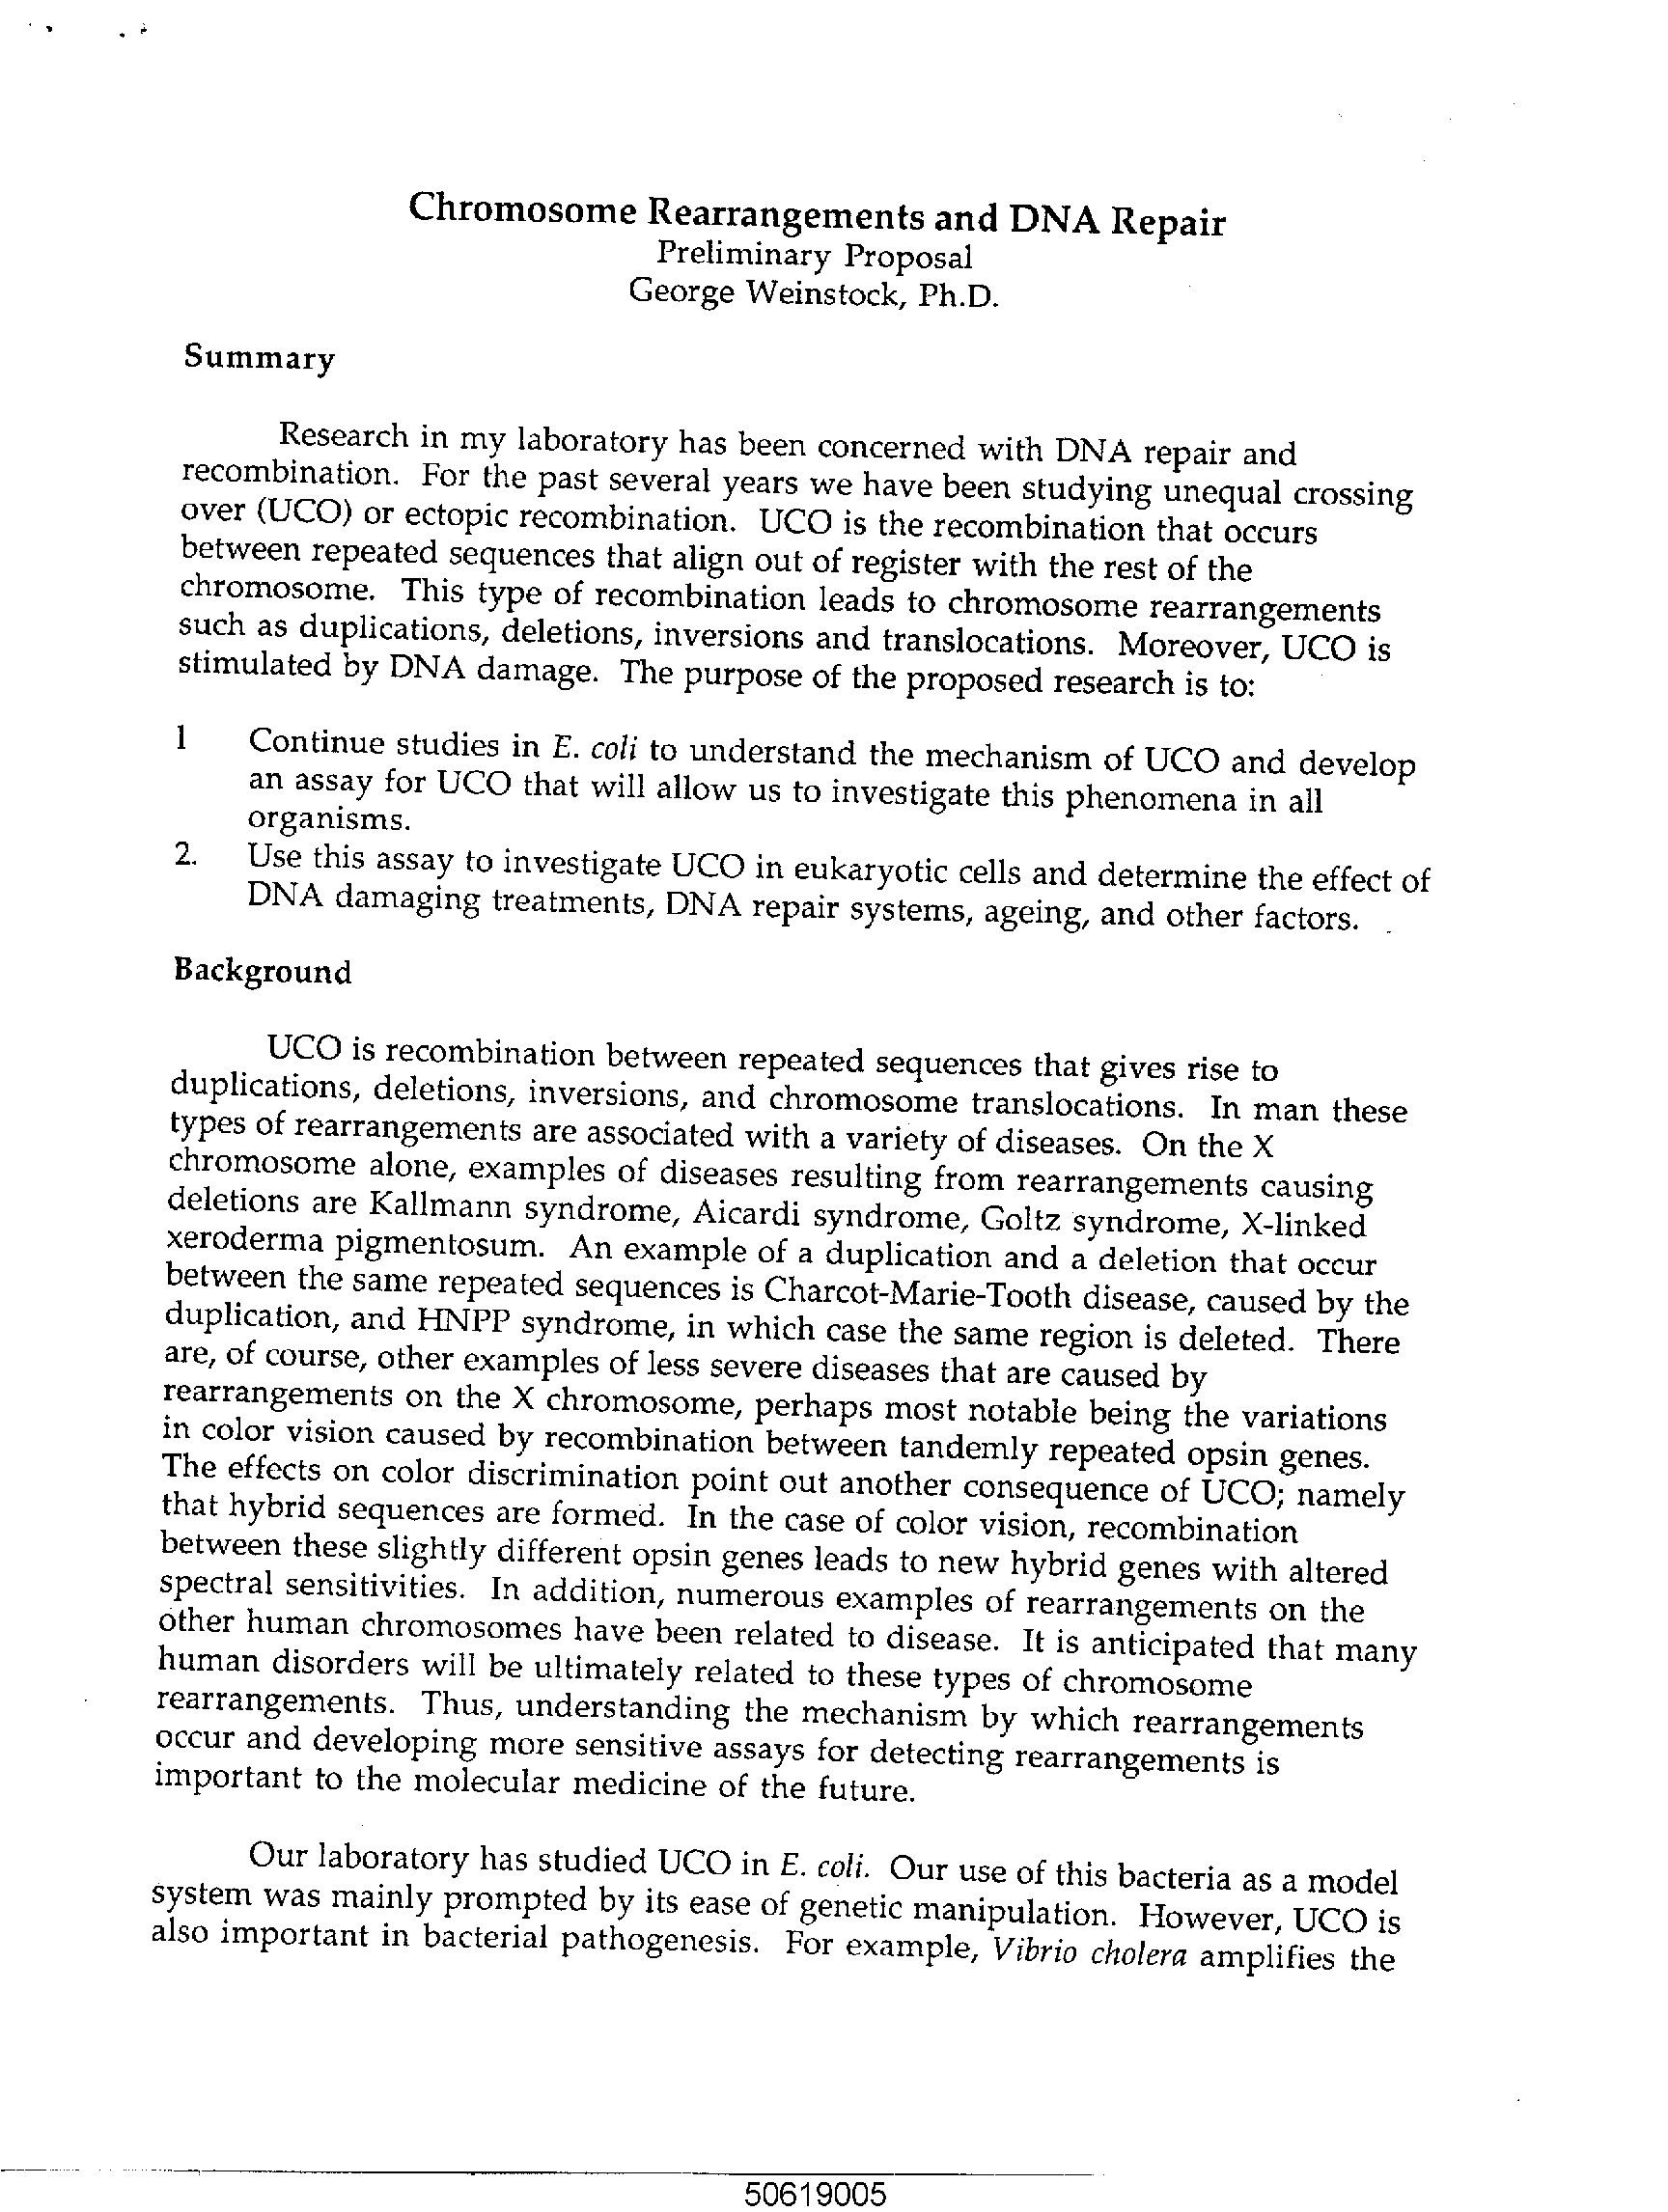 Chromosome Rearrangements and DNA Repair
Preliminary Proposal
George Weinstock, Ph.D.
Summary
Research in my laboratory has been concerned with DNA repair and
recombination. For the past several years we have been studying unequal crossing
over (UCO) or ectopic recombination. UCO is the recombination that occurs
between repeated sequences that align out of register with the rest of the
chromosome. This type of recombination leads to chromosome rearrangements
such as duplications, deletions, inversions and translocations. Moreover, UCO is
stimulated by DNA damage. The purpose of the proposed research is to:
1 Continue studies in E. coli to understand the mechanism of UCO and develop
an assay for UCO that will allow us to investigate this phenomena in all
organisms.
2. Use this assay to investigate UCO in eukaryotic cells and determine the effect of
DNA damaging treatments, DNA repair systems, ageing, and other factors.
Background
UCO is recombination between repeated sequences that gives rise to
duplications, deletions, inversions, and chromosome translocations. In man these
types of rearrangements are associated with a variety of diseases. On the X
chromosome alone, examples of diseases resulting from rearrangements causing
deletions are Kallmann syndrome, Aicardi syndrome, Goltz syndrome, X-linked
xeroderma pigmentosum. An example of a duplication and a deletion that occur
between the same repeated sequences is Charcot-Marie-Tooth disease, caused by the
duplication, and HNPP syndrome, in which case the same region is deleted. There
are, of course, other examples of less severe diseases that are caused by
rearrangements on the X chromosome, perhaps most notable being the variations
in color vision caused by recombination between tandemly repeated opsin genes.
The effects on color discrimination point out another consequence of UCO; namely
that hybrid sequences are formed. In the case of color vision, recombination
between these slightly different opsin genes leads to new hybrid genes with altered
spectral sensitivities. In addition, numerous examples of rearrangements on the
other human chromosomes have been related to disease. It is anticipated that many
human disorders will be ultimately related to these types of chromosome
rearrangements. Thus, understanding the mechanism by which rearrangements
occur and developing more sensitive assays for detecting rearrangements is
important to the molecular medicine of the future.
Our laboratory has studied UCO in E. coli. Our use of this bacteria as a model
system was mainly prompted by its ease of genetic manipulation. However, UCO is
also important in bacterial pathogenesis. For example, Vibrio cholera amplifies the
50619005